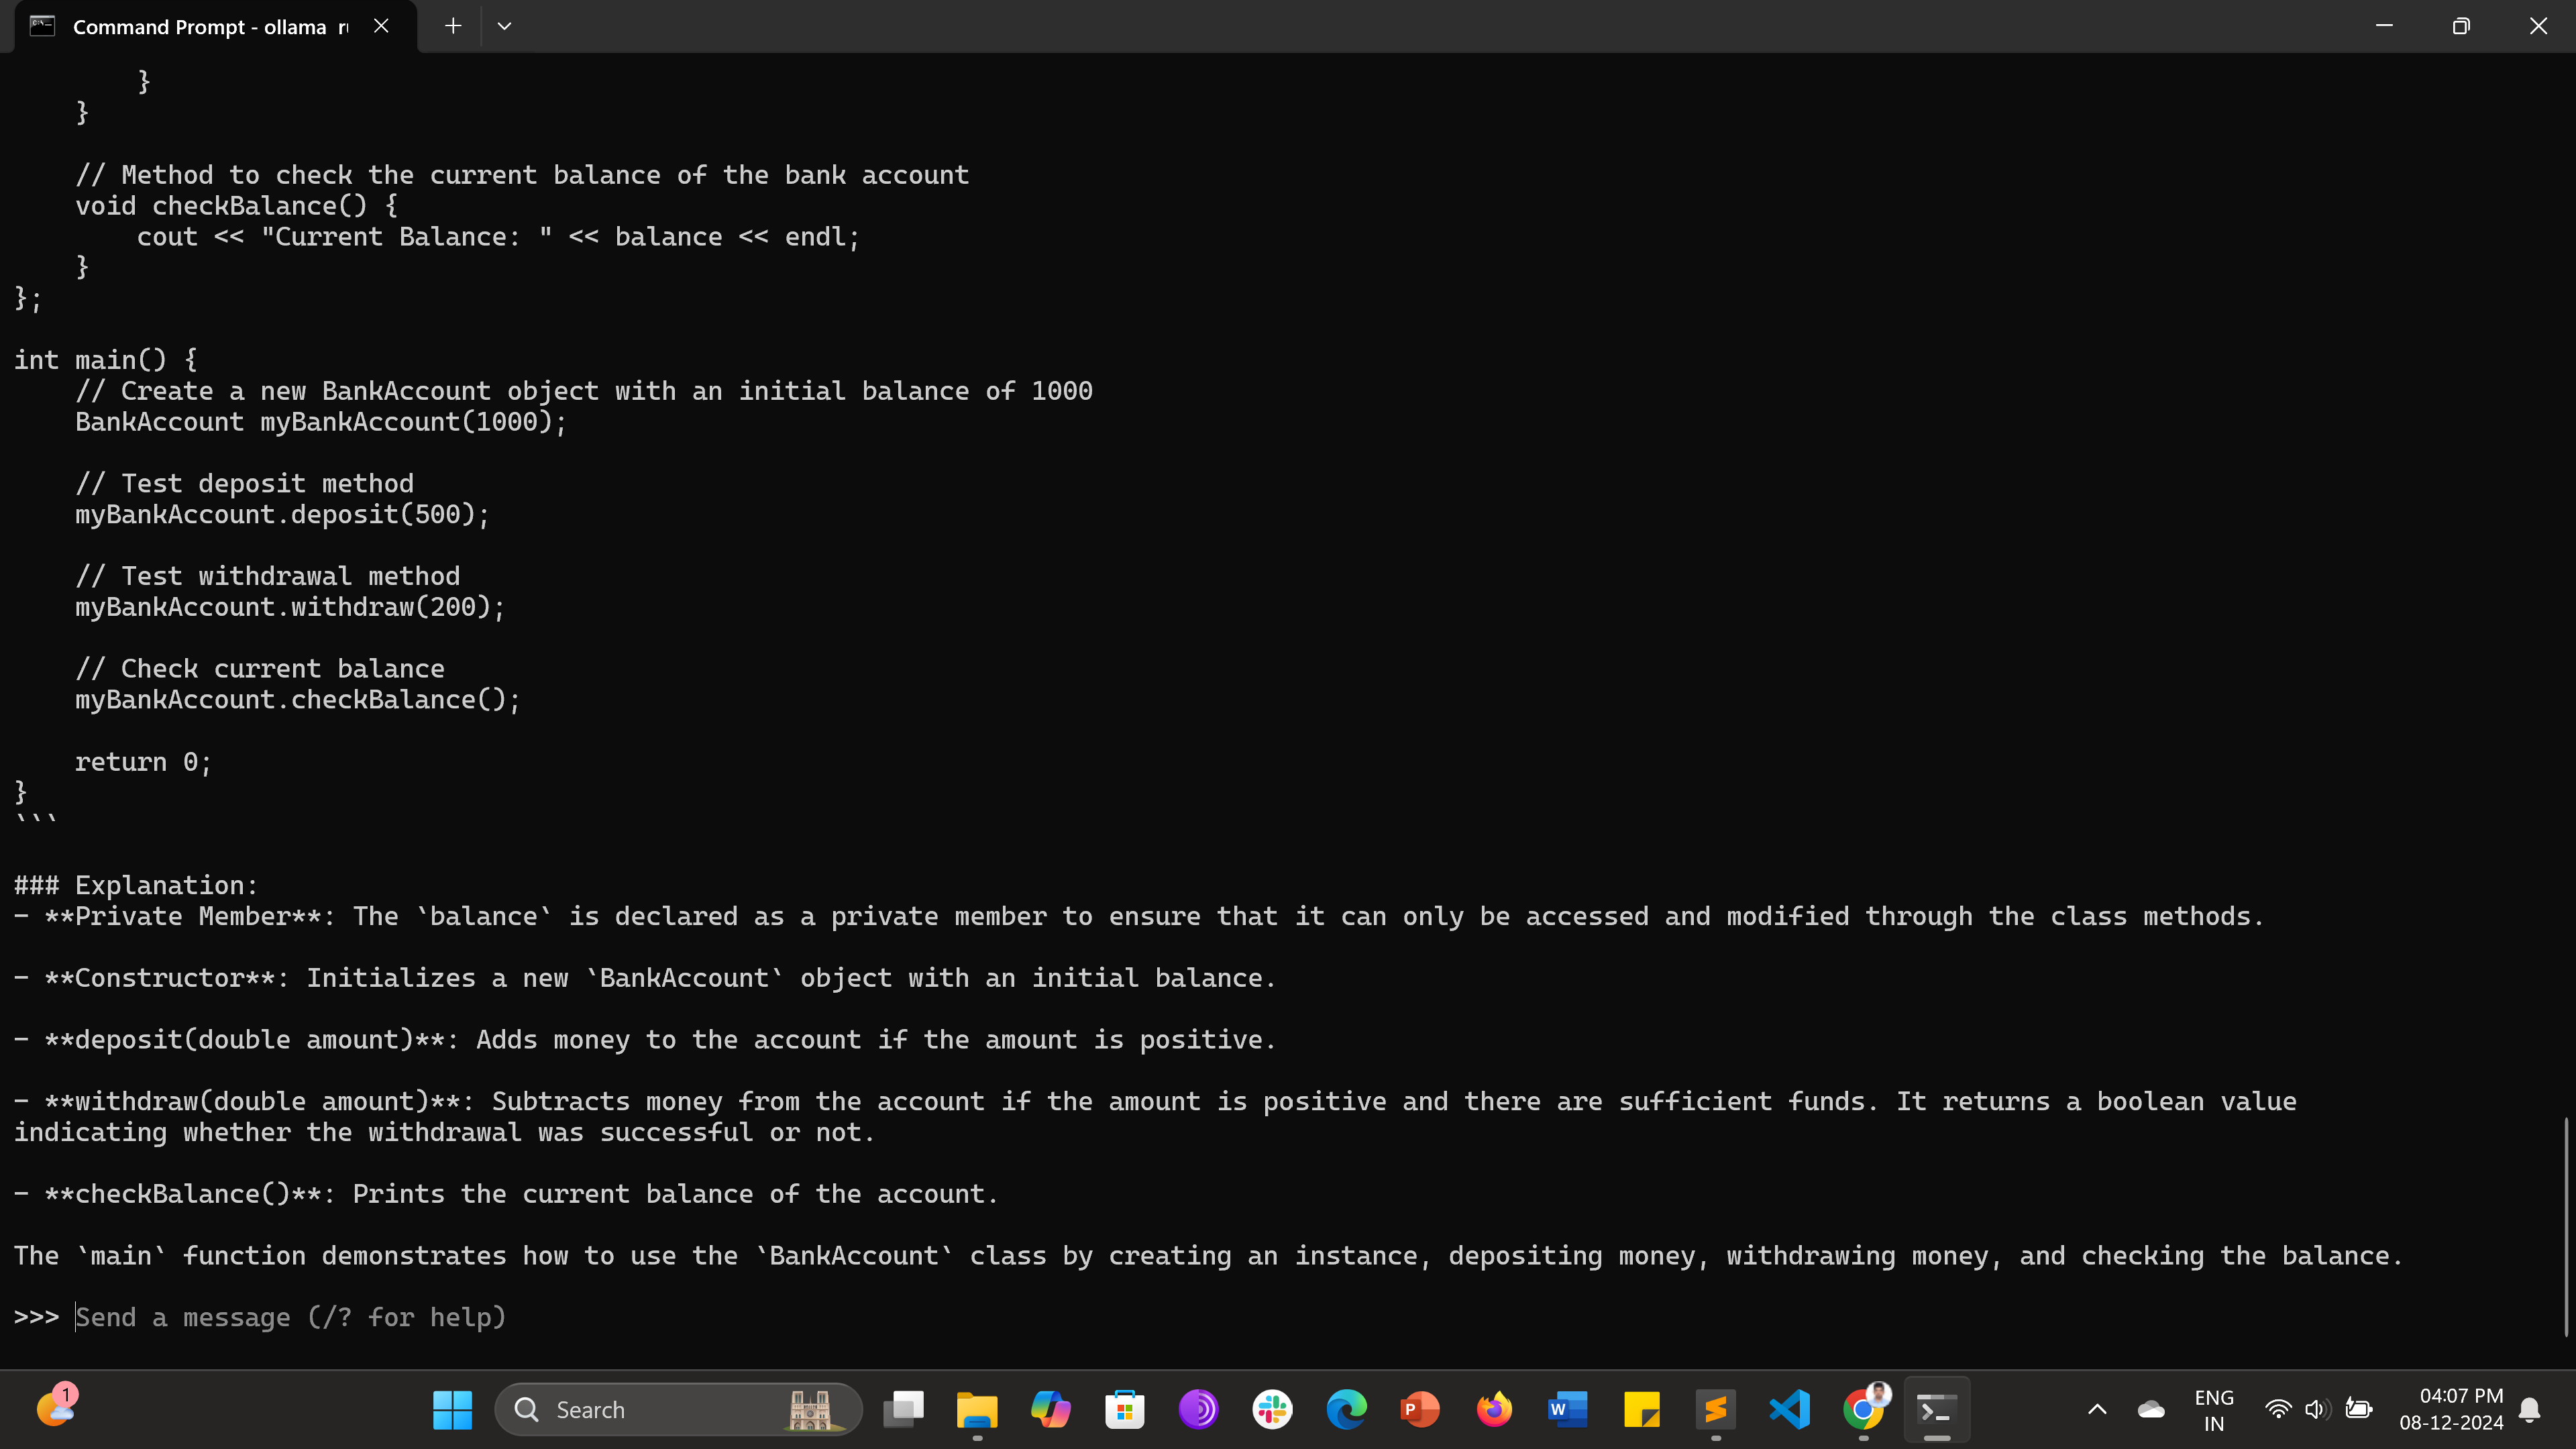 Command Prompt - ollama
        }
    }

    // Method to check the current balance of the bank account
    void checkBalance() {
        cout << "Current Balance: " << balance << endl;
    }
};

int main() {
    // Create a new BankAccount object with an initial balance of 1000
    BankAccount myBankAccount(1000);

    // Test deposit method
    myBankAccount.deposit(500);

    // Test withdrawal method
    myBankAccount.withdraw(200);

    // Check current balance
    myBankAccount.checkBalance();

    return 0;
}
```

### Explanation:
- **Private Member**: The `balance` is declared as a private member to ensure that it can only be accessed and modified through the class methods.

- **Constructor**: Initializes a new `BankAccount` object with an initial balance.

- **deposit(double amount)**: Adds money to the account if the amount is positive.

- **withdraw(double amount)**: Subtracts money from the account if the amount is positive and there are sufficient funds. It returns a boolean value
indicating whether the withdrawal was successful or not.

- **checkBalance()**: Prints the current balance of the account.

The `main` function demonstrates how to use the `BankAccount` class by creating an instance, depositing money, withdrawing money, and checking the balance.

>>> Send a message (/? for help)
1
Search
P
W
ENG
IN
04:07 PM
08-12-2024